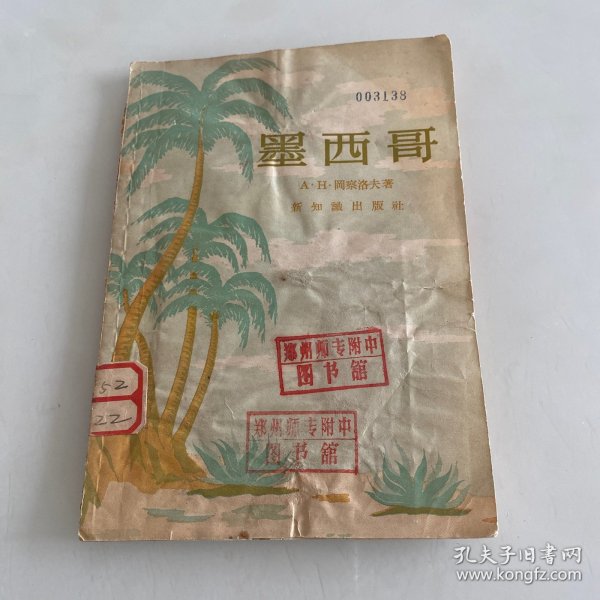 003138
墨西哥
А·Н·岡察洛夫著
新知識出版社
郑州师专附中
图书舘
郑州师专附中
图书舘
52
22
孔夫子旧书网
www.kongfz.com